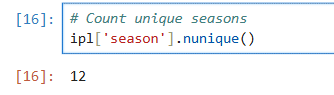 [16]: # Count unique seasons
ipl['season'].nunique()
[16]: 12